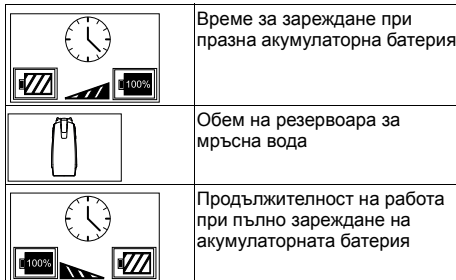 Време за зареждане при
празна акумулаторна батерия
100%
Обем на резервоара за
мръсна вода
Продължителност на работа
при пълно зареждане на
акумулаторната батерия
100%